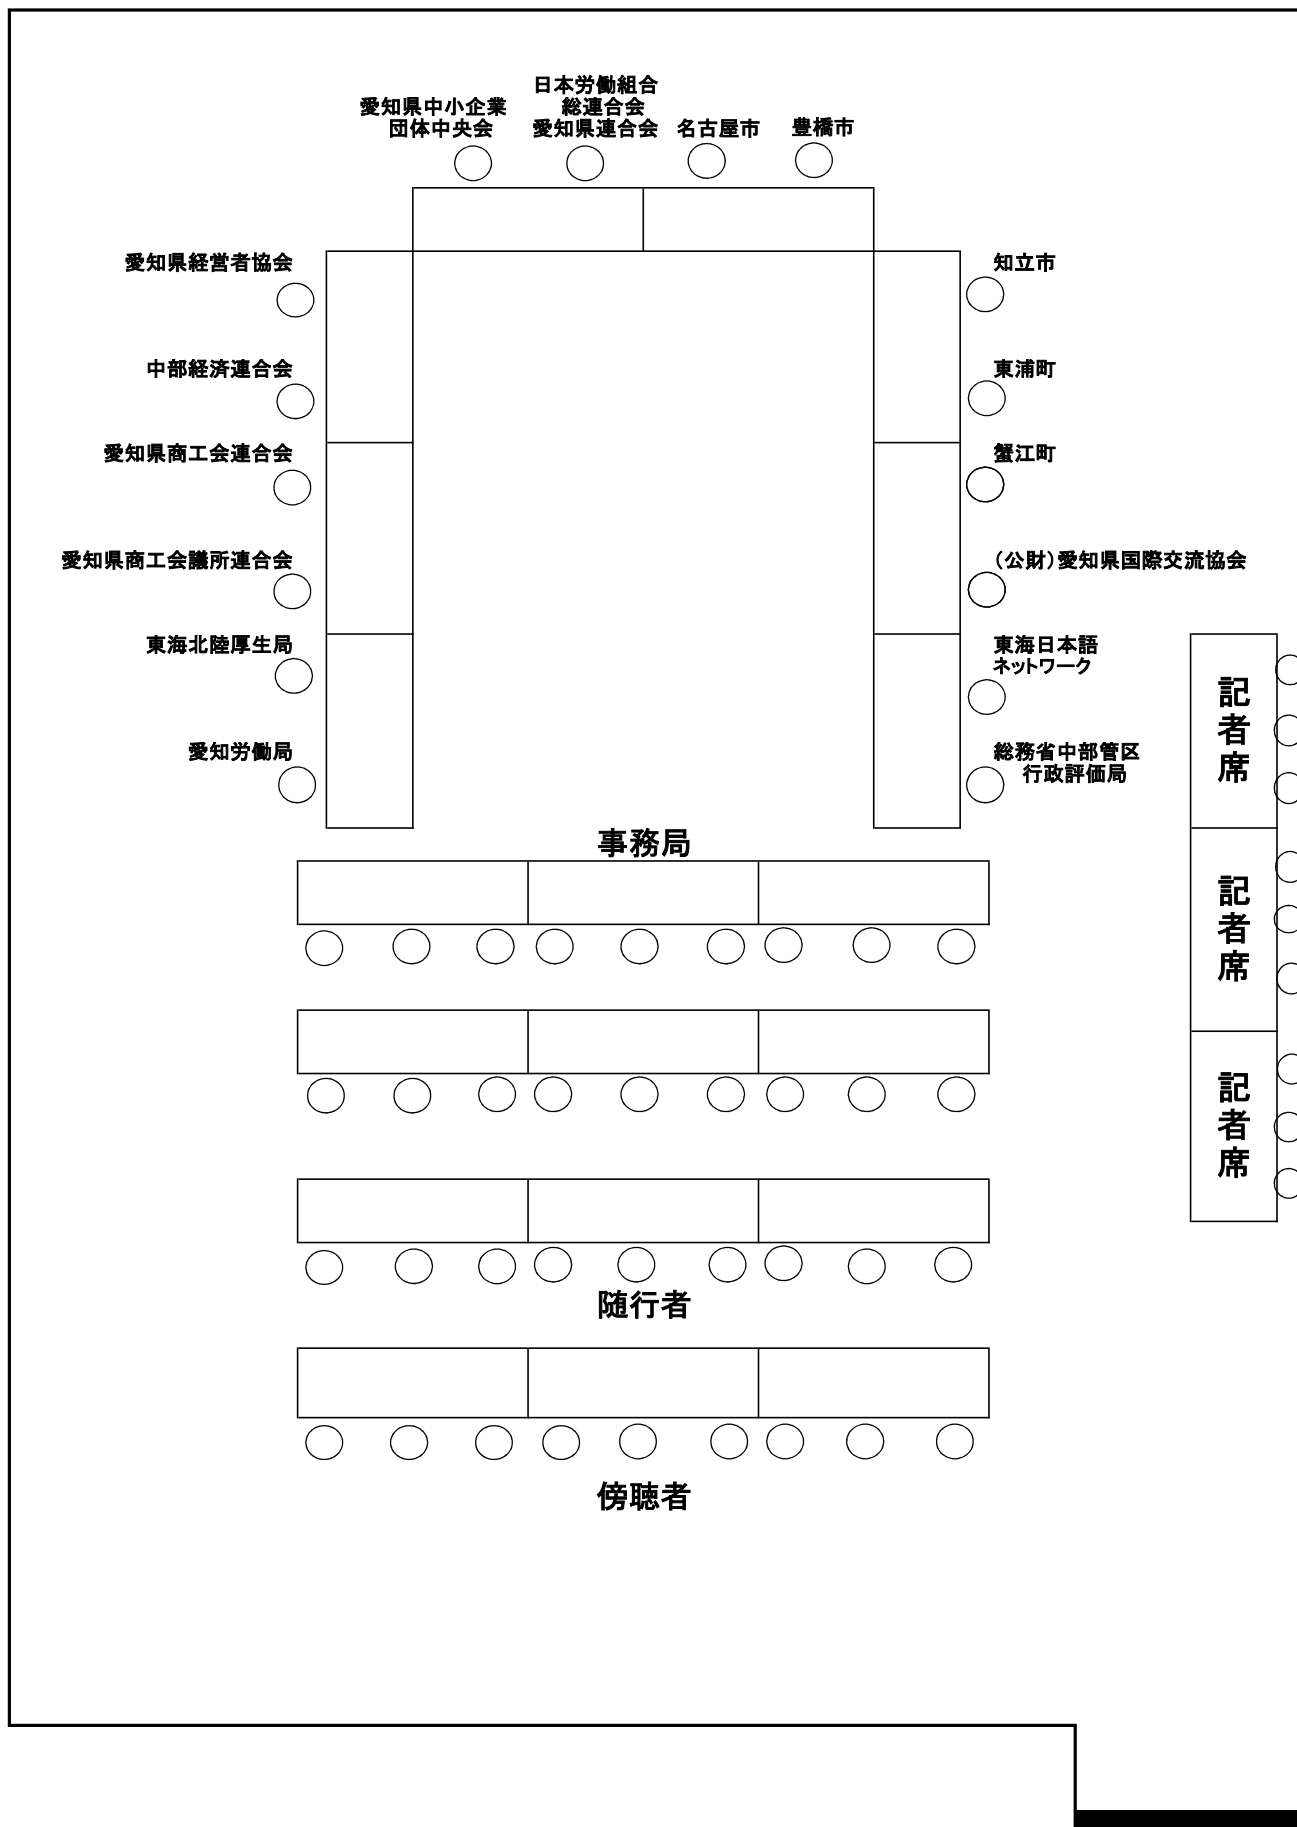 愛知県中小企業
団体中央会
日本労働組合
総連合会
愛知県連合会
名古屋市
豊橋市
愛知県経営者協会
中部経済連合会
愛知県商工会連合会
愛知県商工会議所連合会
東海北陸厚生局
愛知労働局
知立市
東浦町
蟹江町
（公財）愛知県国際交流協会
東海日本語
ネットワーク
総務省中部管区
行政評価局
記者席
記者席
記者席
事務局
随行者
傍聴者